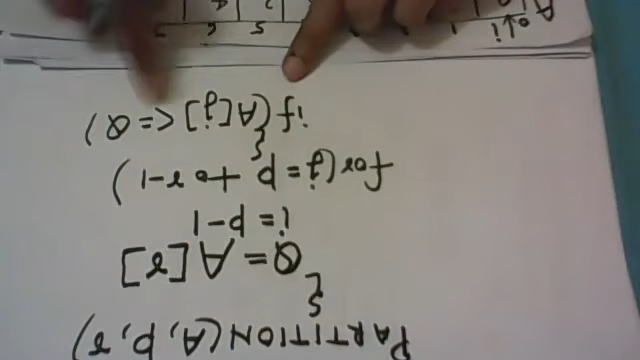 PARTITION(A, p, r)
{
Q = A[r]
i = p-1
for(j = p to r-1)
{
if(A[j] <= Q)